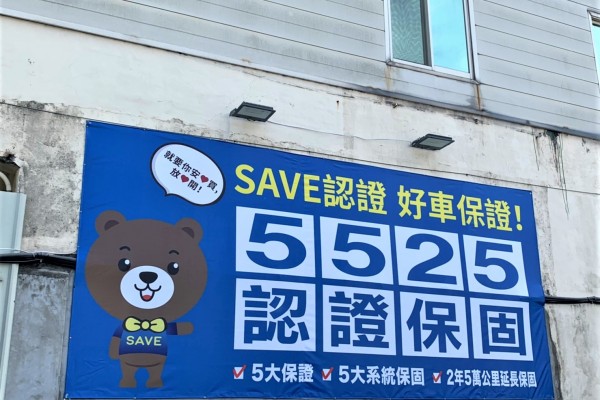 就要你安❤買,
放❤開!
SAVE認證 好車保證!
5525
認證保固
SAVE
☑5大保證 ☑5大系統保固 ☑2年5萬公里延長保固